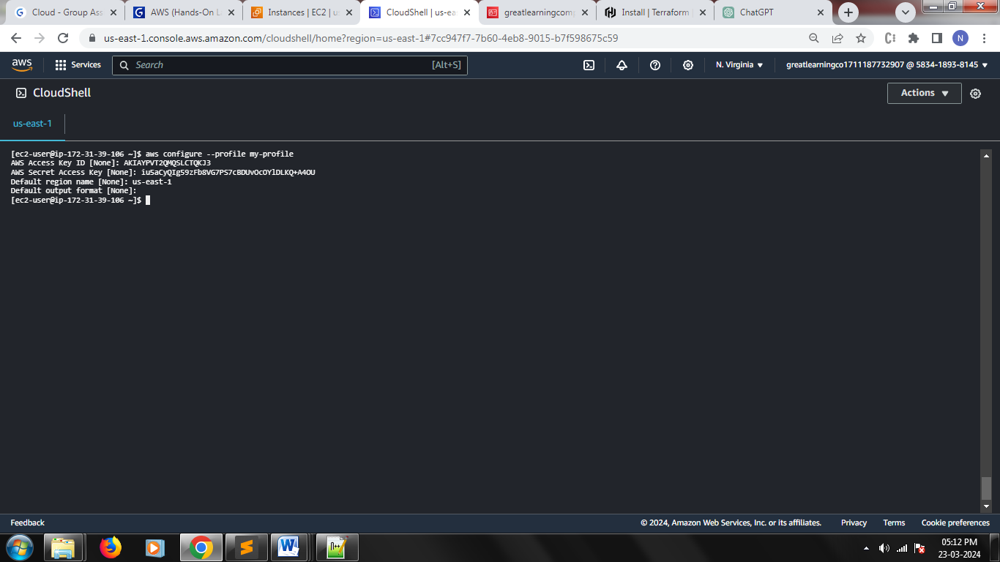 Cloud - Group Ass
AWS (Hands-On L
Instances | EC2 | us
CloudShell | us-eas
greatlearningcomp
Install | Terraform
ChatGPT
us-east-1.console.aws.amazon.com/cloudshell/home?region=us-east-1#7cc947f7-7b60-4eb8-9015-b7f598675c59
N
aws
Services
Search
[Alt+S]
N. Virginia
greatlearningco1711187732907 @ 5834-1893-8145
CloudShell
Actions
us-east-1
[ec2-user@ip-172-31-39-106 ~]$ aws configure --profile my-profile
AWS Access Key ID [None]: AKIAYPVT2QMQSLCTQKJ3
AWS Secret Access Key [None]:
Default region name [None]: us-east-1
Default output format [None]:
[ec2-user@ip-172-31-39-106 ~]$
Feedback
© 2024, Amazon Web Services, Inc. or its affiliates.
Privacy
Terms
Cookie preferences
05:12 PM
23-03-2024